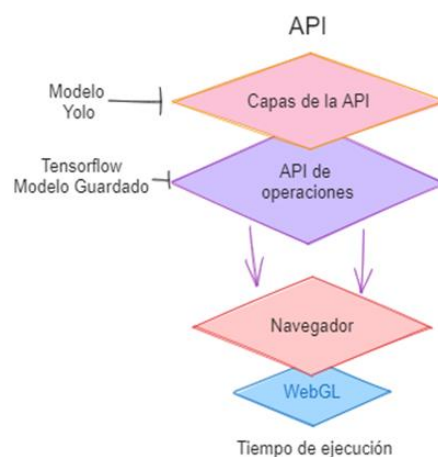 API
Modelo
Yolo
Capas de la API
Tensorflow
Modelo Guardado
API de
operaciones
Navegador
WebGL
Tiempo de ejecución